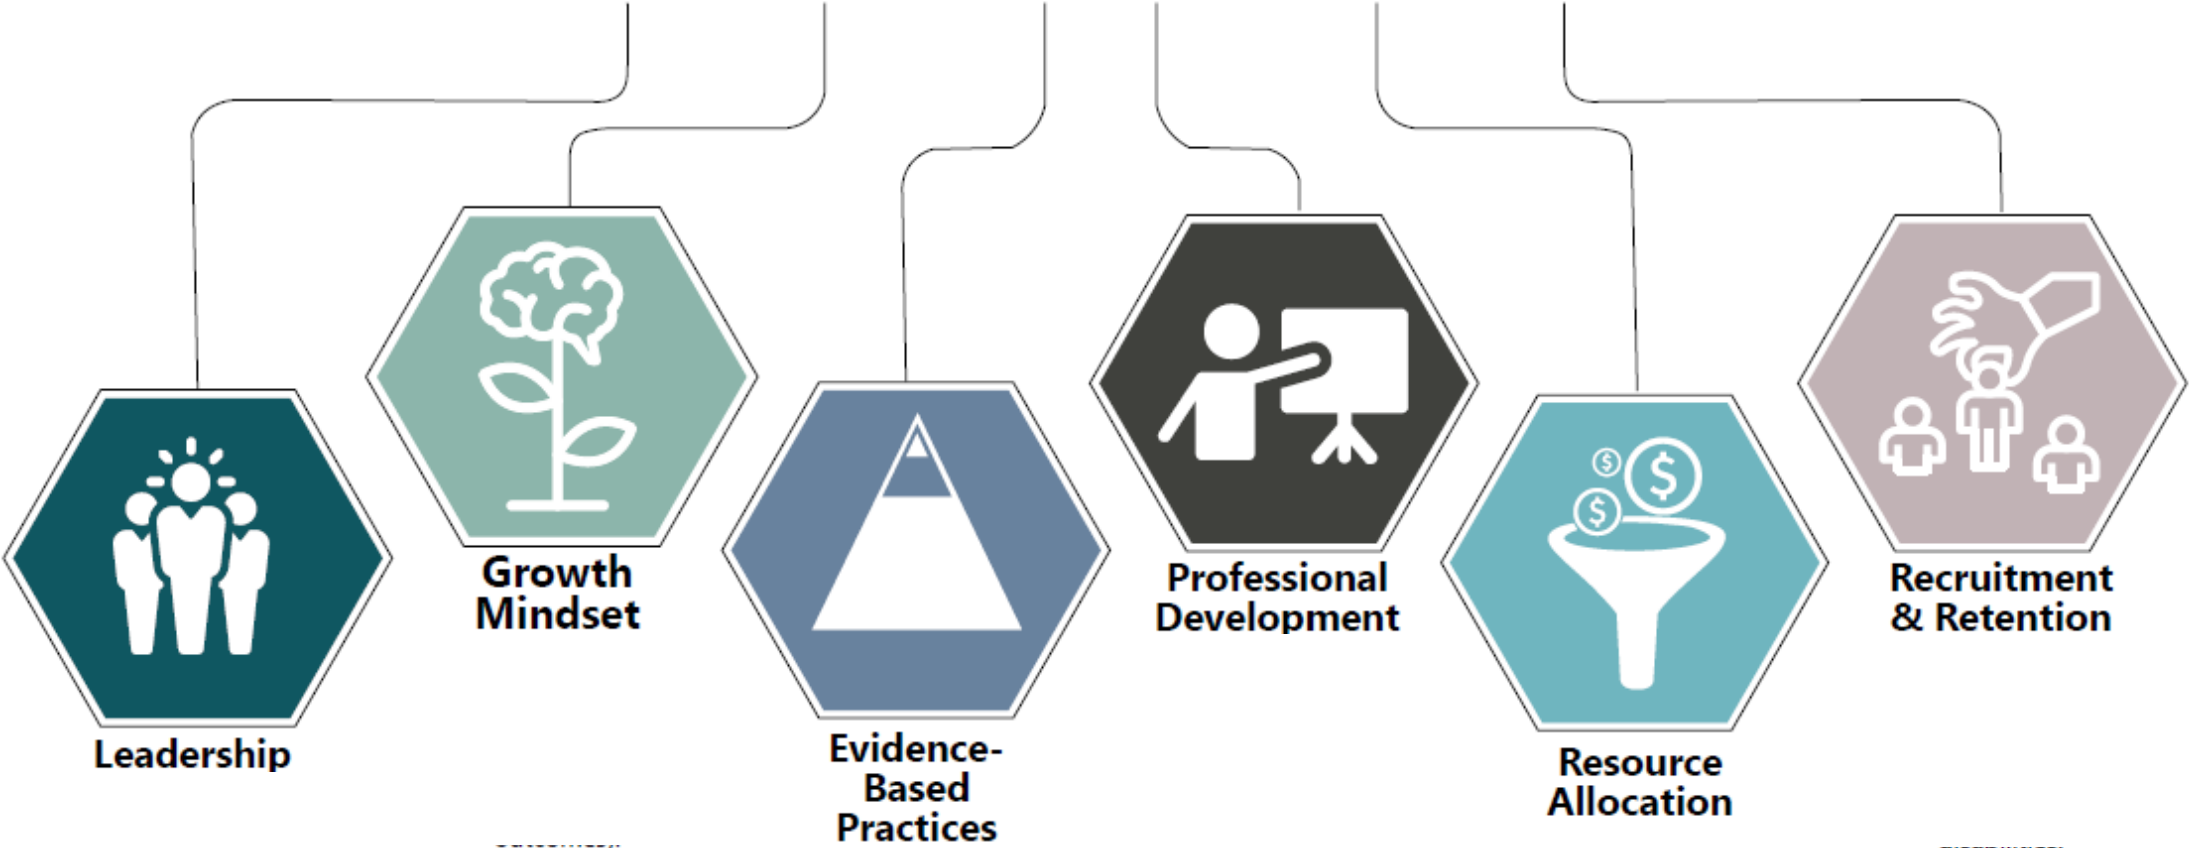 Leadership
Growth
Mindset
Evidence-
Based
Practices
Professional
Development
$
$
$
Resource
Allocation
Recruitment
& Retention